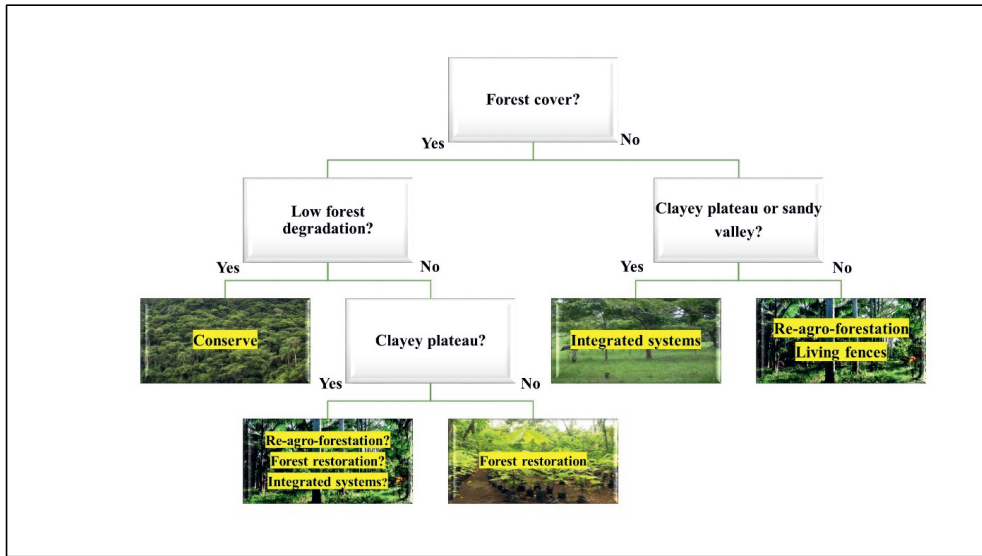 Forest cover?
Yes
No
Low forest
degradation?
Clayey plateau or sandy
valley?
Yes
No
Yes
No
Conserve
Clayey plateau?
Integrated systems
Re-agro-forestation
Living fences
Yes
No
Re-agro-forestation?
Forest restoration?
Integrated systems?
Forest restoration